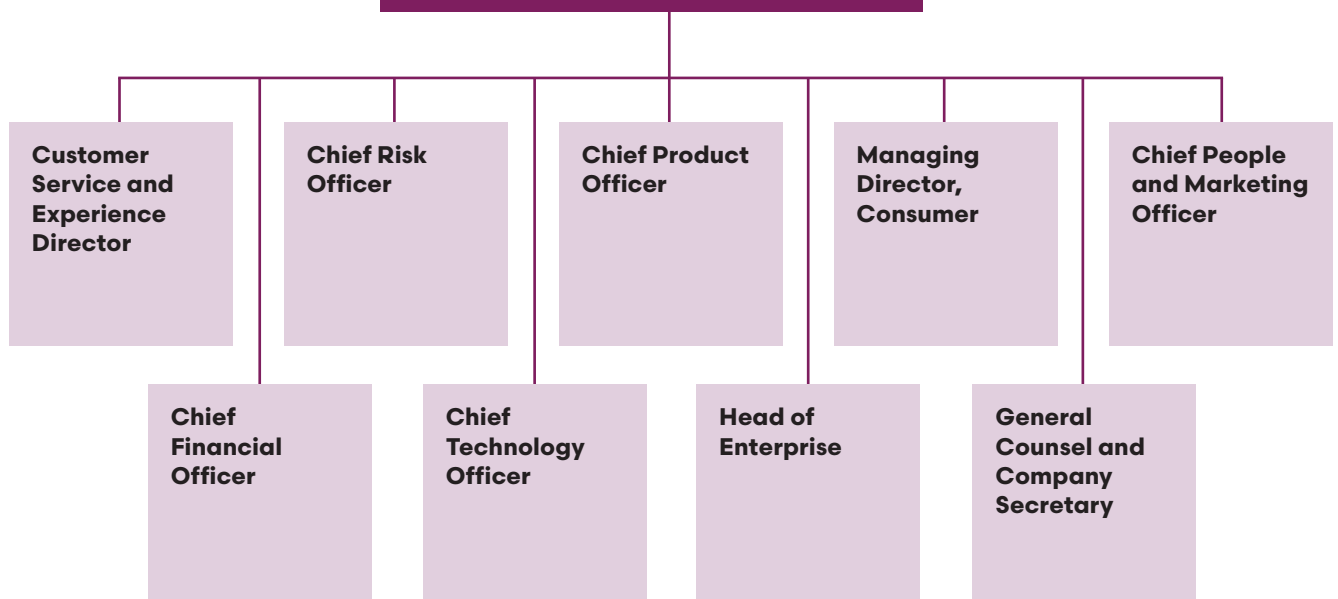 Customer
Service and
Experience
Director
Chief Risk
Officer
Chief Product
Officer
Managing
Director,
Consumer
Chief People
and Marketing
Officer
Chief
Financial
Officer
Chief
Technology
Officer
Head of
Enterprise
General
Counsel and
Company
Secretary